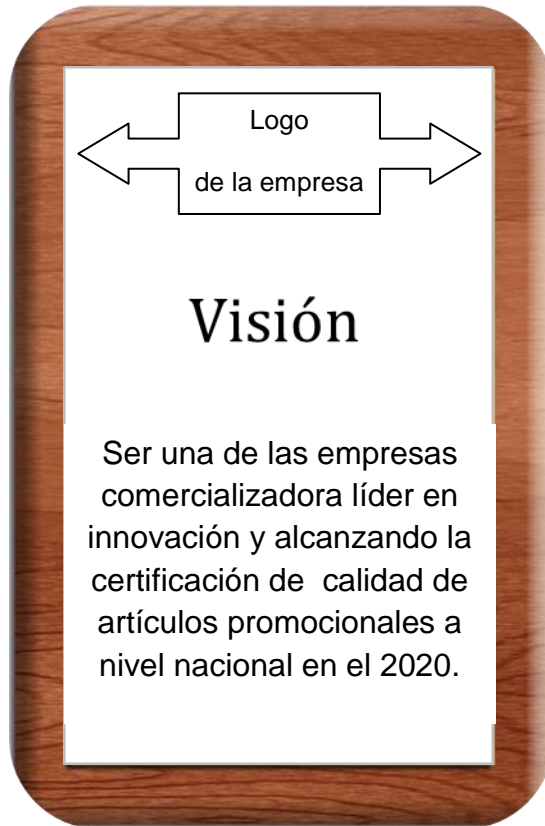 Logo
de la empresa
Visión
Ser una de las empresas
comercializadora líder en
innovación y alcanzando la
certificación de  calidad de
artículos promocionales a
nivel nacional en el 2020.